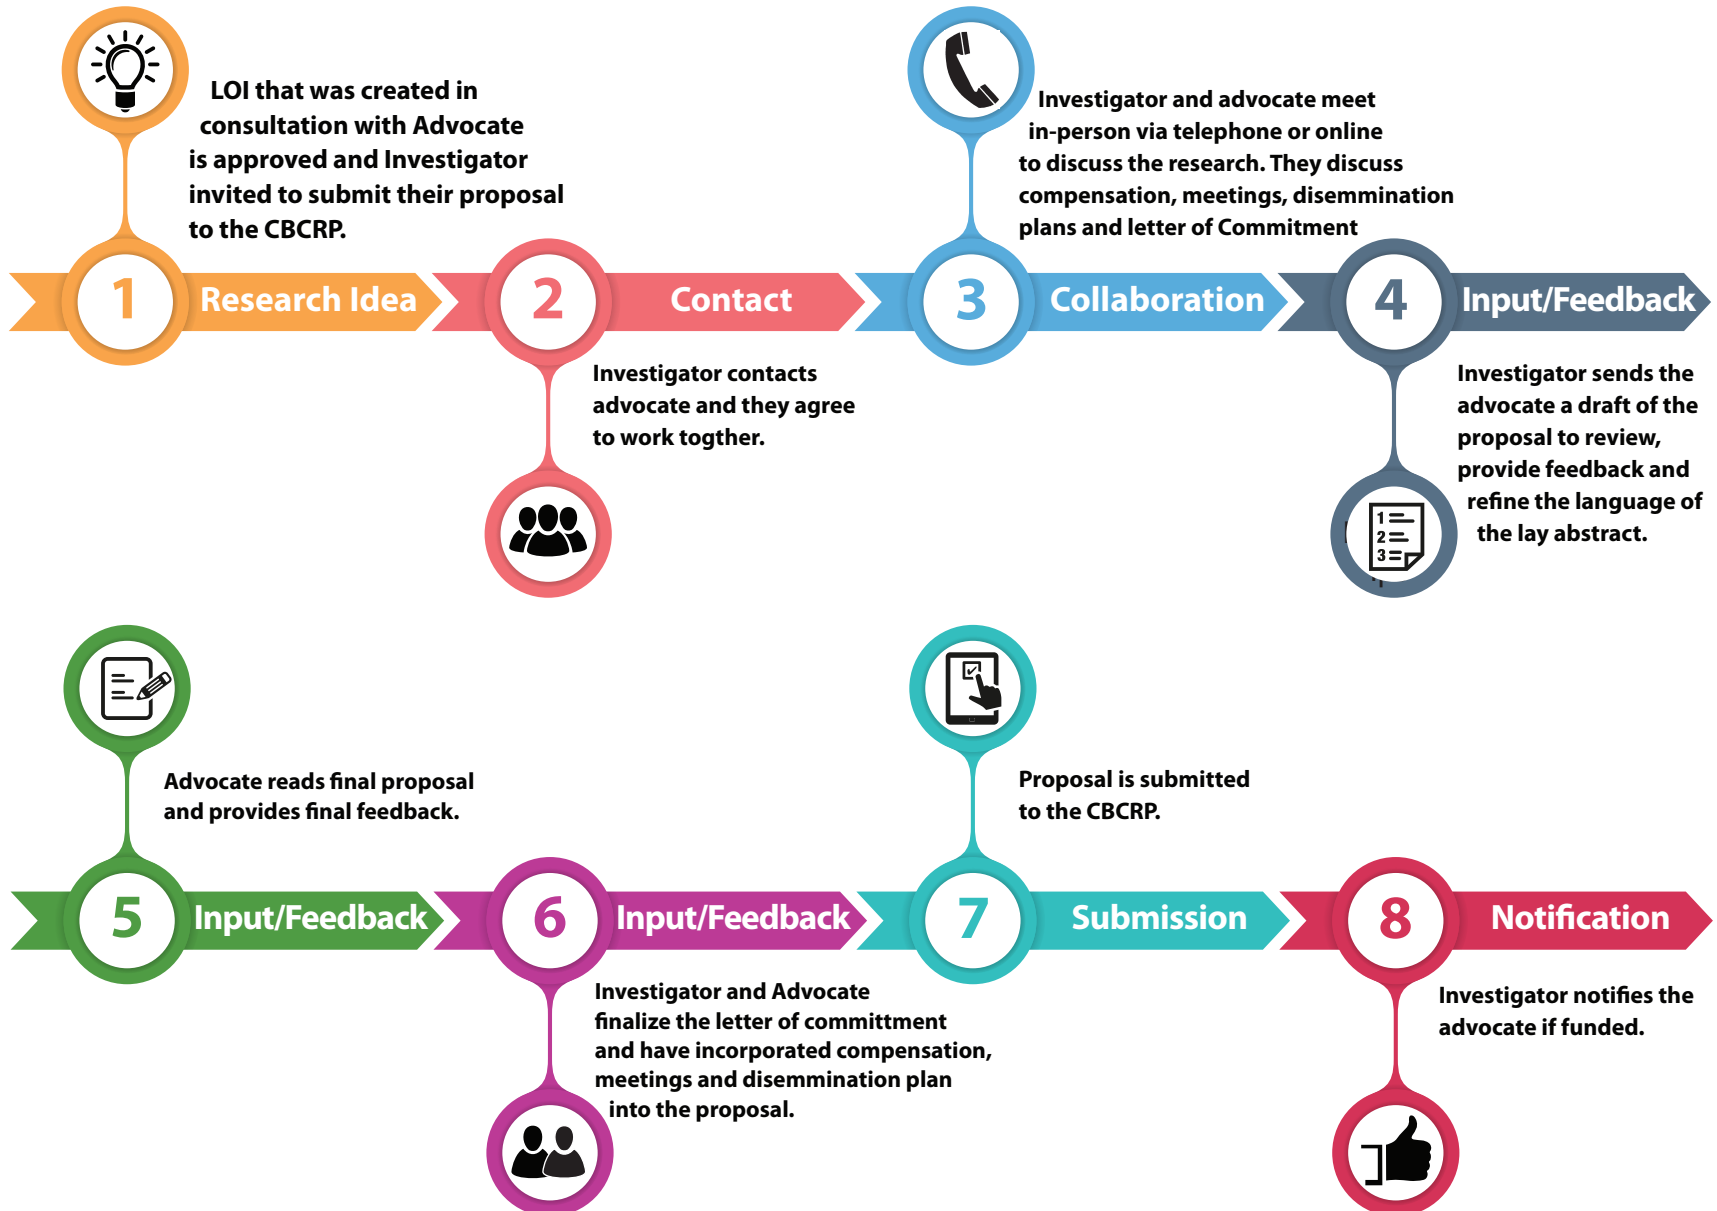 LOI that was created in
consultation with Advocate
is approved and Investigator
invited to submit their proposal
to the CBCRP.
1
Research Idea
2
Contact
Investigator contacts
advocate and they agree
to work togther.
Investigator and advocate meet
in-person via telephone or online
to discuss the research. They discuss
compensation, meetings, disemmination
plans and letter of Commitment
3
Collaboration
4
Input/Feedback
Investigator sends the
advocate a draft of the
proposal to review,
provide feedback and
refine the language of
the lay abstract.
1
2
3
Advocate reads final proposal
and provides final feedback.
5
Input/Feedback
6
Input/Feedback
Investigator and Advocate
finalize the letter of committment
and have incorporated compensation,
meetings and disemmination plan
into the proposal.
Proposal is submitted
to the CBCRP.
7
Submission
8
Notification
Investigator notifies the
advocate if funded.